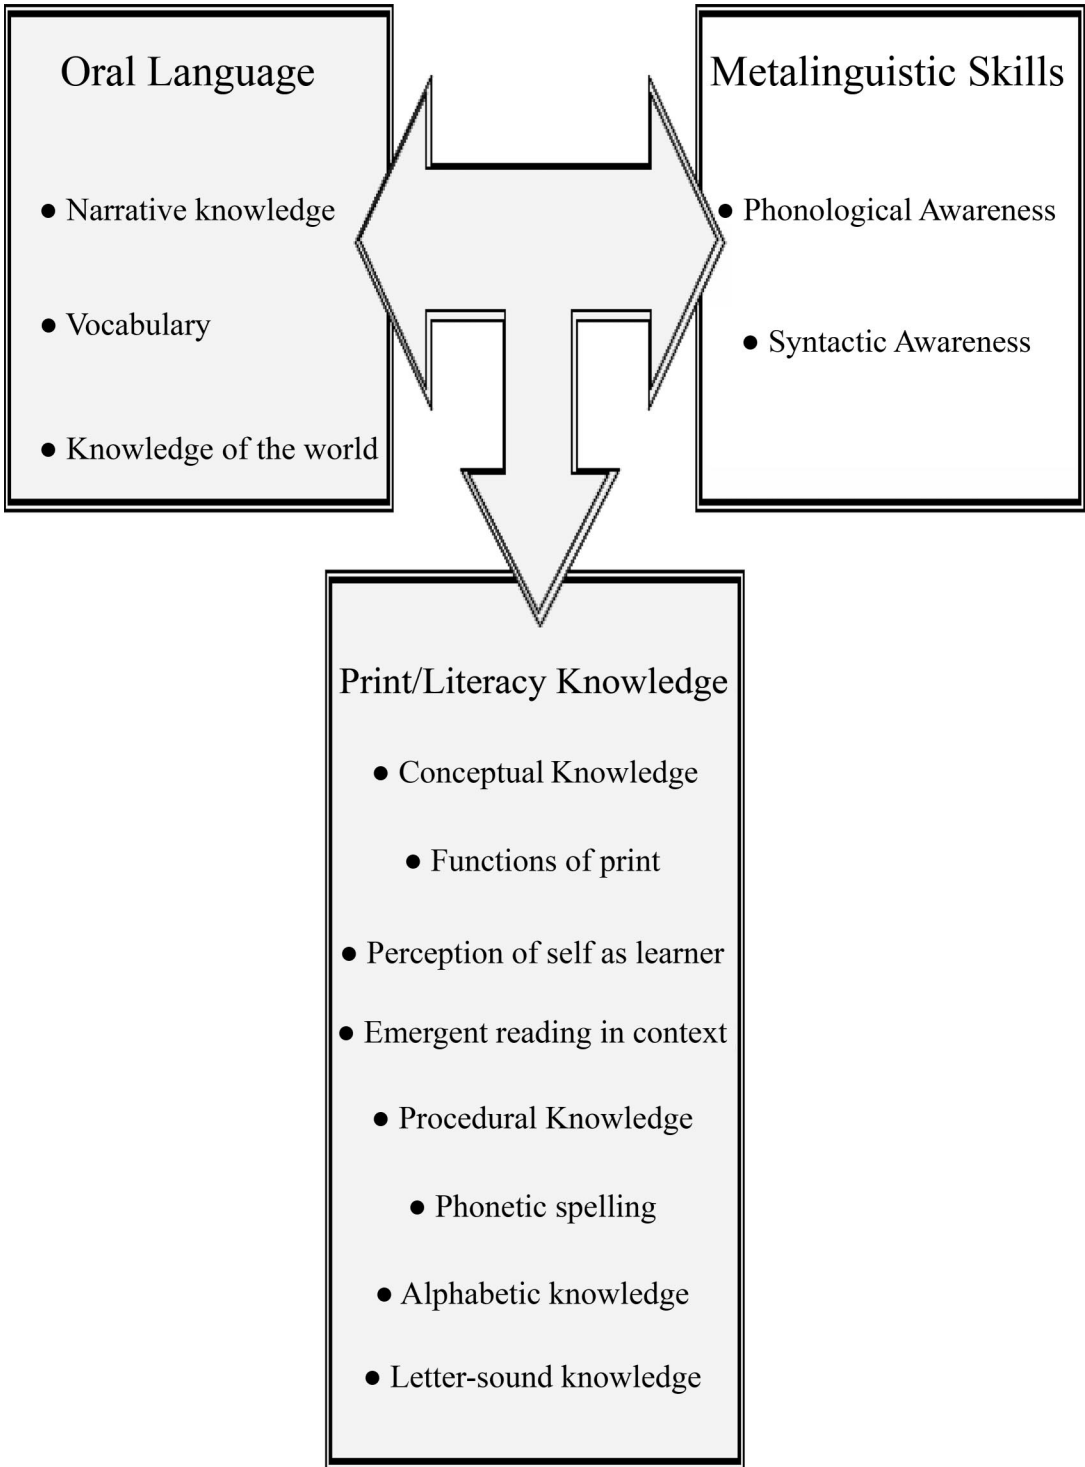 Oral Language
● Narrative knowledge
● Vocabulary
● Knowledge of the world
Metalinguistic Skills
● Phonological Awareness
● Syntactic Awareness
Print/Literacy Knowledge
● Conceptual Knowledge
● Functions of print
● Perception of self as learner
● Emergent reading in context
● Procedural Knowledge
● Phonetic spelling
● Alphabetic knowledge
● Letter-sound knowledge